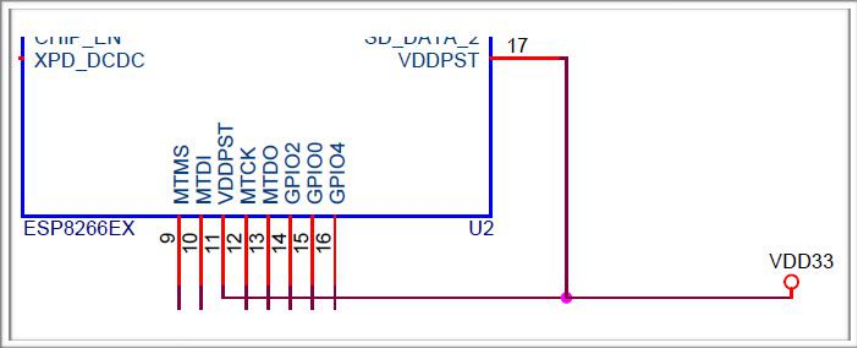 CHIP_EN
SD_DATA_2
17
XPD_DCDC
VDDPST
MTMS
MTDI
VDDPST
MTCK
MTDO
GPIO2
GPIO0
GPIO4
ESP8266EX
U2
9
10
11
12
13
14
15
16
VDD33